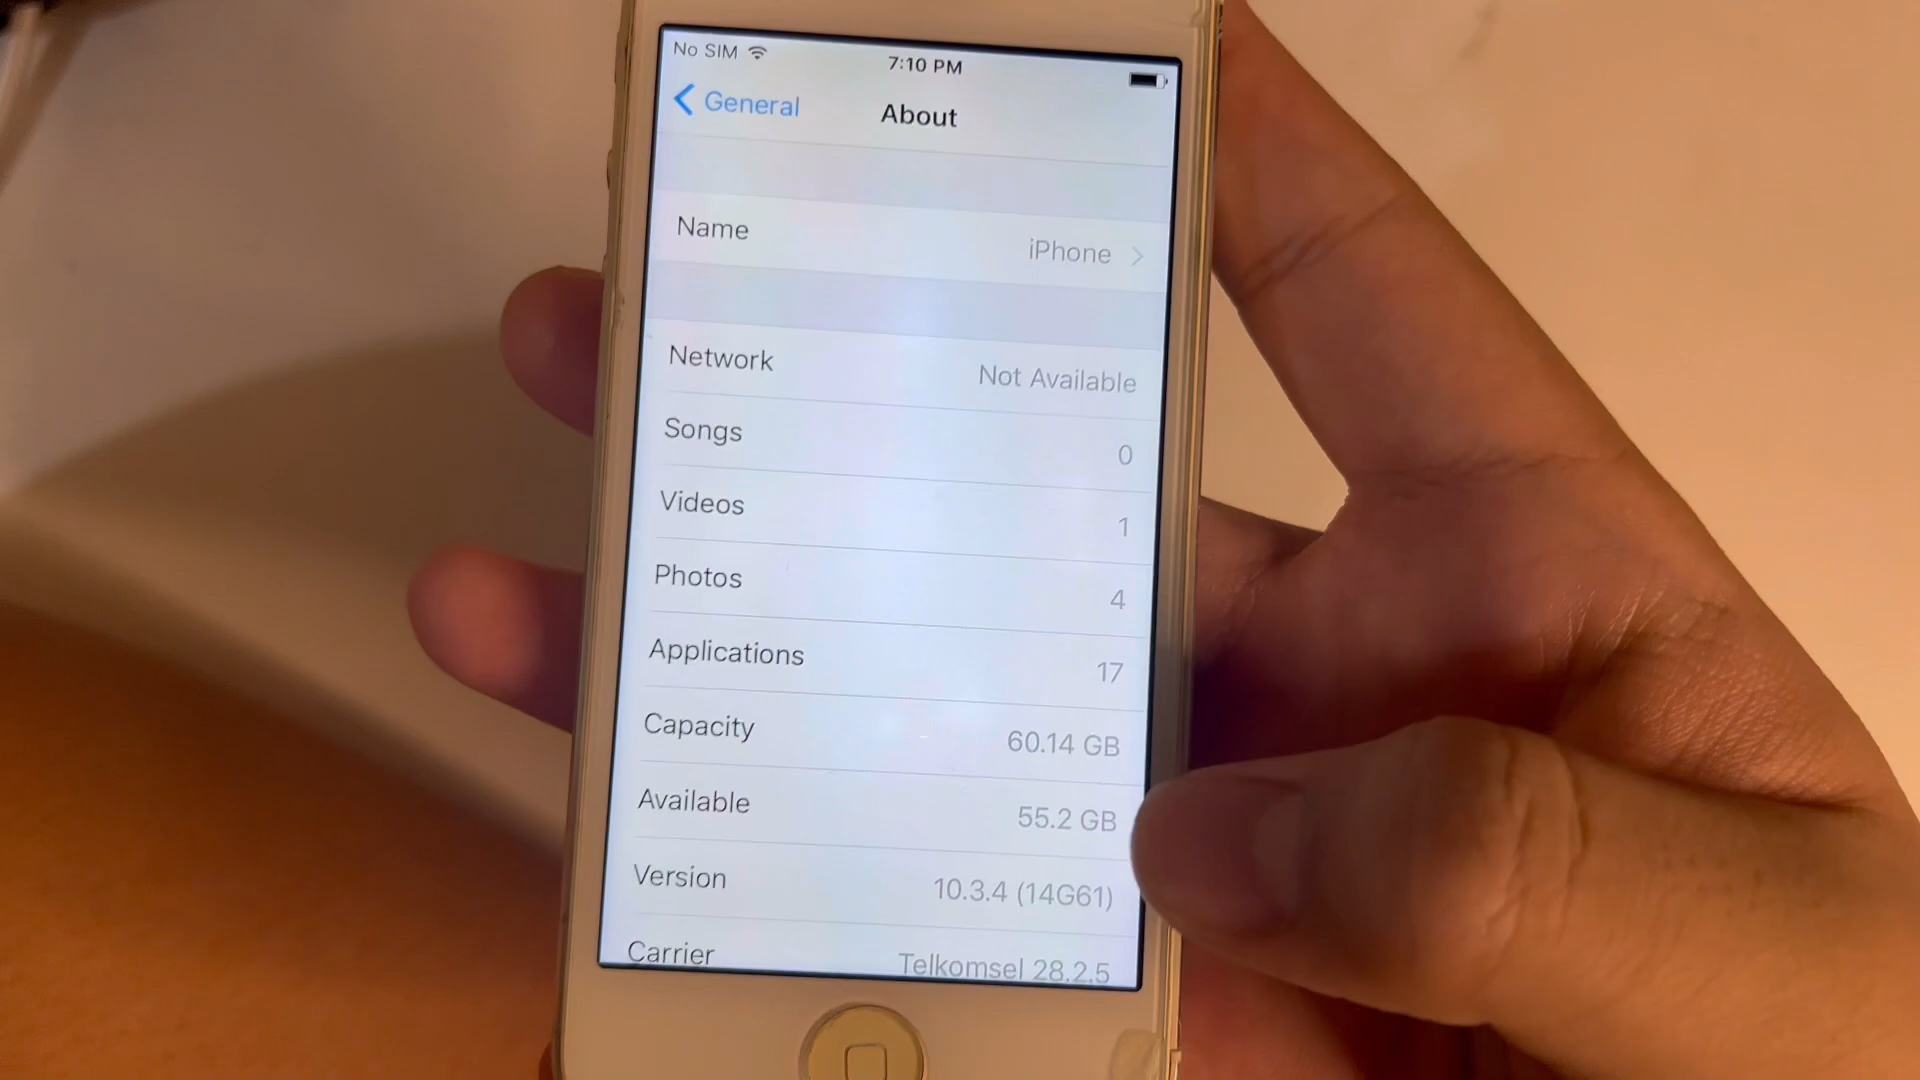 No SIM 7:10 PM
General About
Name iPhone
Network Not Available
Songs 0
Videos 1
Photos 4
Applications 17
Capacity 60.14 GB
Available 55.2 GB
Version 10.3.4 (14G61)
Carrier Telkomsel 28.2.5